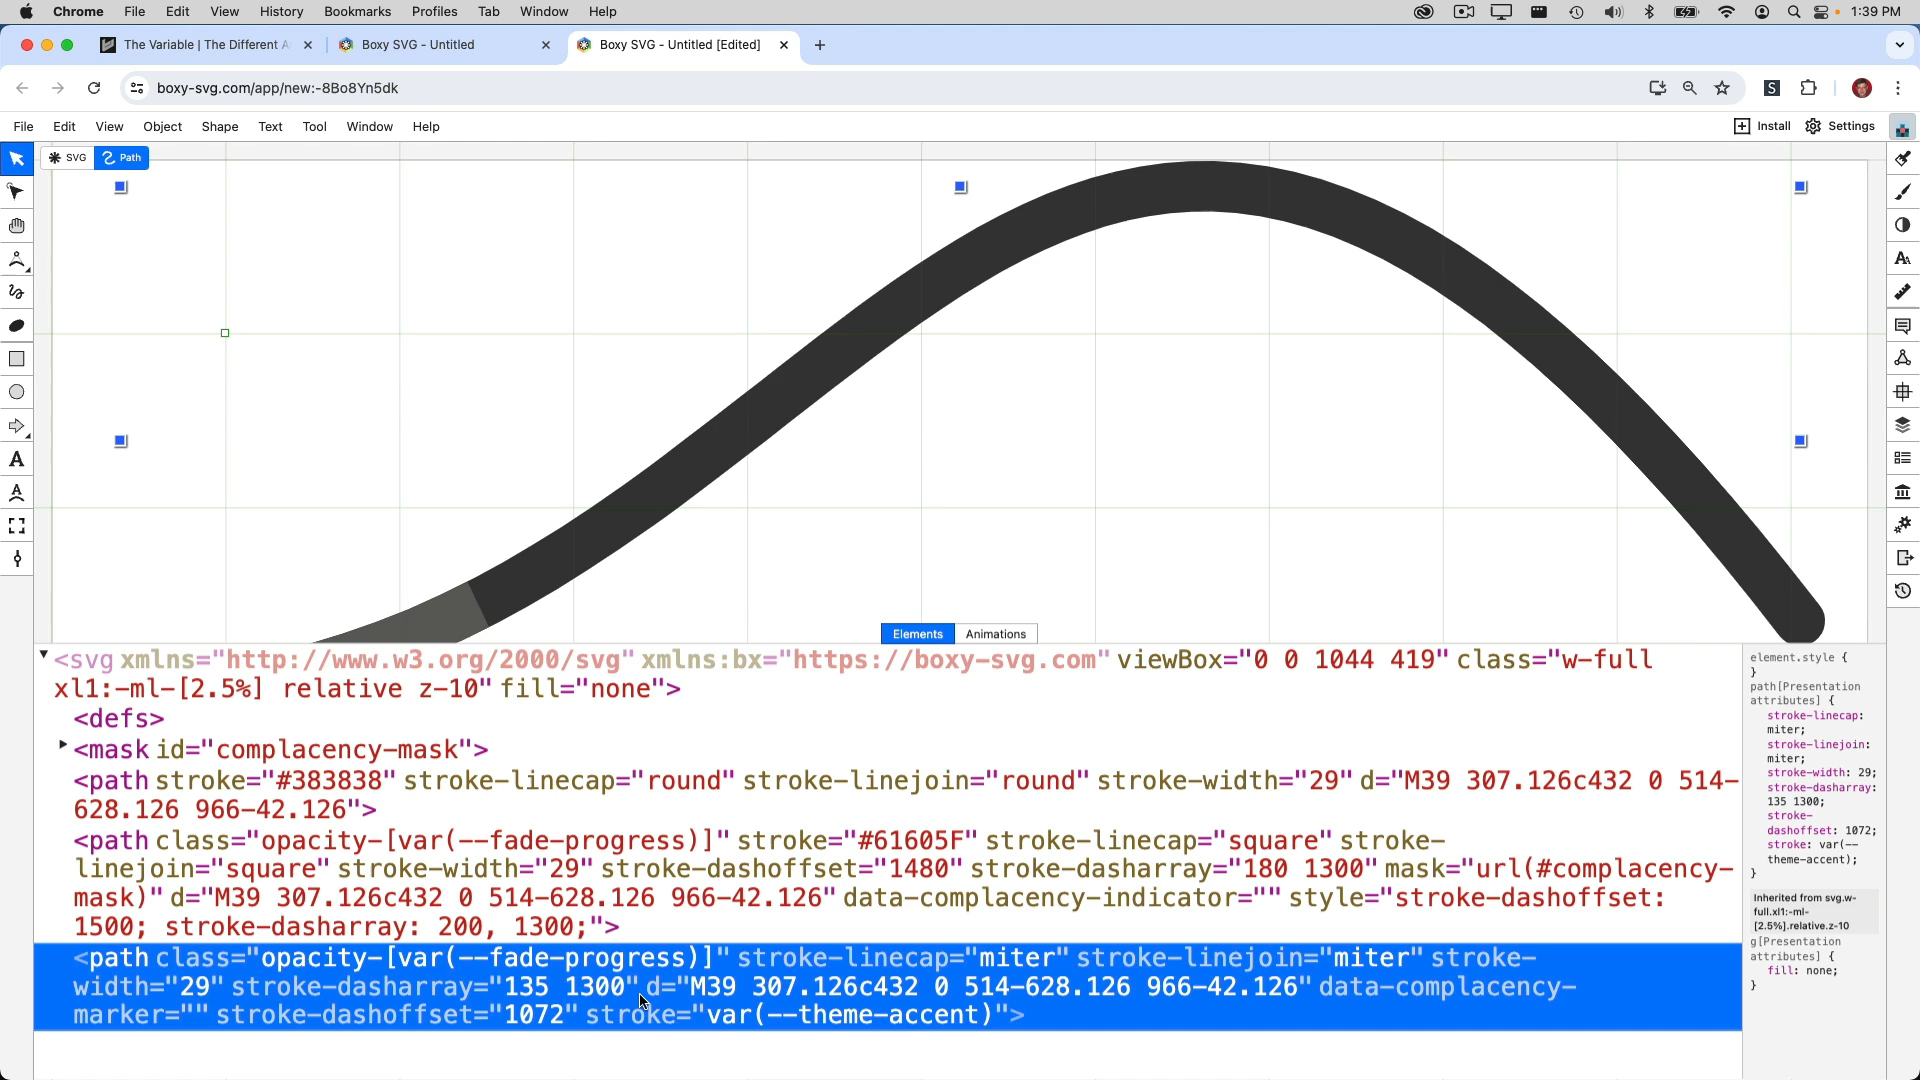 Chrome File Edit View History Bookmarks Profiles Tab Window Help 1:39 PM
The Variable | The Different A Boxy SVG - Untitled Boxy SVG - Untitled [Edited]
boxy-svg.com/app/new:-8Bo8Yn5dk S
File Edit View Object Shape Text Tool Window Help Install Settings
SVG Path
Elements Animations
<svg xmlns="http://www.w3.org/2000/svg" xmlns:bx="https://boxy-svg.com" viewBox="0 0 1044 419" class="w-full
xl1:-ml-[2.5%] relative z-10" fill="none">
<defs>
<mask id="complacency-mask">
<path stroke="#383838" stroke-linecap="round" stroke-linejoin="round" stroke-width="29" d="M39 307.126c432 0 514-
628.126 966-42.126">
<path class="opacity-[var(--fade-progress)]" stroke="#61605F" stroke-linecap="square" stroke-
linejoin="square" stroke-width="29" stroke-dashoffset="1480" stroke-dasharray="180 1300" mask="url(#complacency-
mask)" d="M39 307.126c432 0 514-628.126 966-42.126" data-complacency-indicator="" style="stroke-dashoffset:
1500; stroke-dasharray: 200, 1300;">
<path class="opacity-[var(--fade-progress)]" stroke-linecap="miter" stroke-linejoin="miter" stroke-
width="29" stroke-dasharray="135 1300" d="M39 307.126c432 0 514-628.126 966-42.126" data-complacency-
marker="" stroke-dashoffset="1072" stroke="var(--theme-accent)">
element.style {
}
path[Presentation
attributes] {
stroke-linecap:
miter;
stroke-linejoin:
miter;
stroke-width: 29;
stroke-dasharray:
135 1300;
stroke-
dashoffset: 1072;
stroke: var(--
theme-accent);
}
Inherited from svg.w-
full.xl1:-ml-
[2.5%].relative.z-10
g[Presentation
attributes] {
fill: none;
}